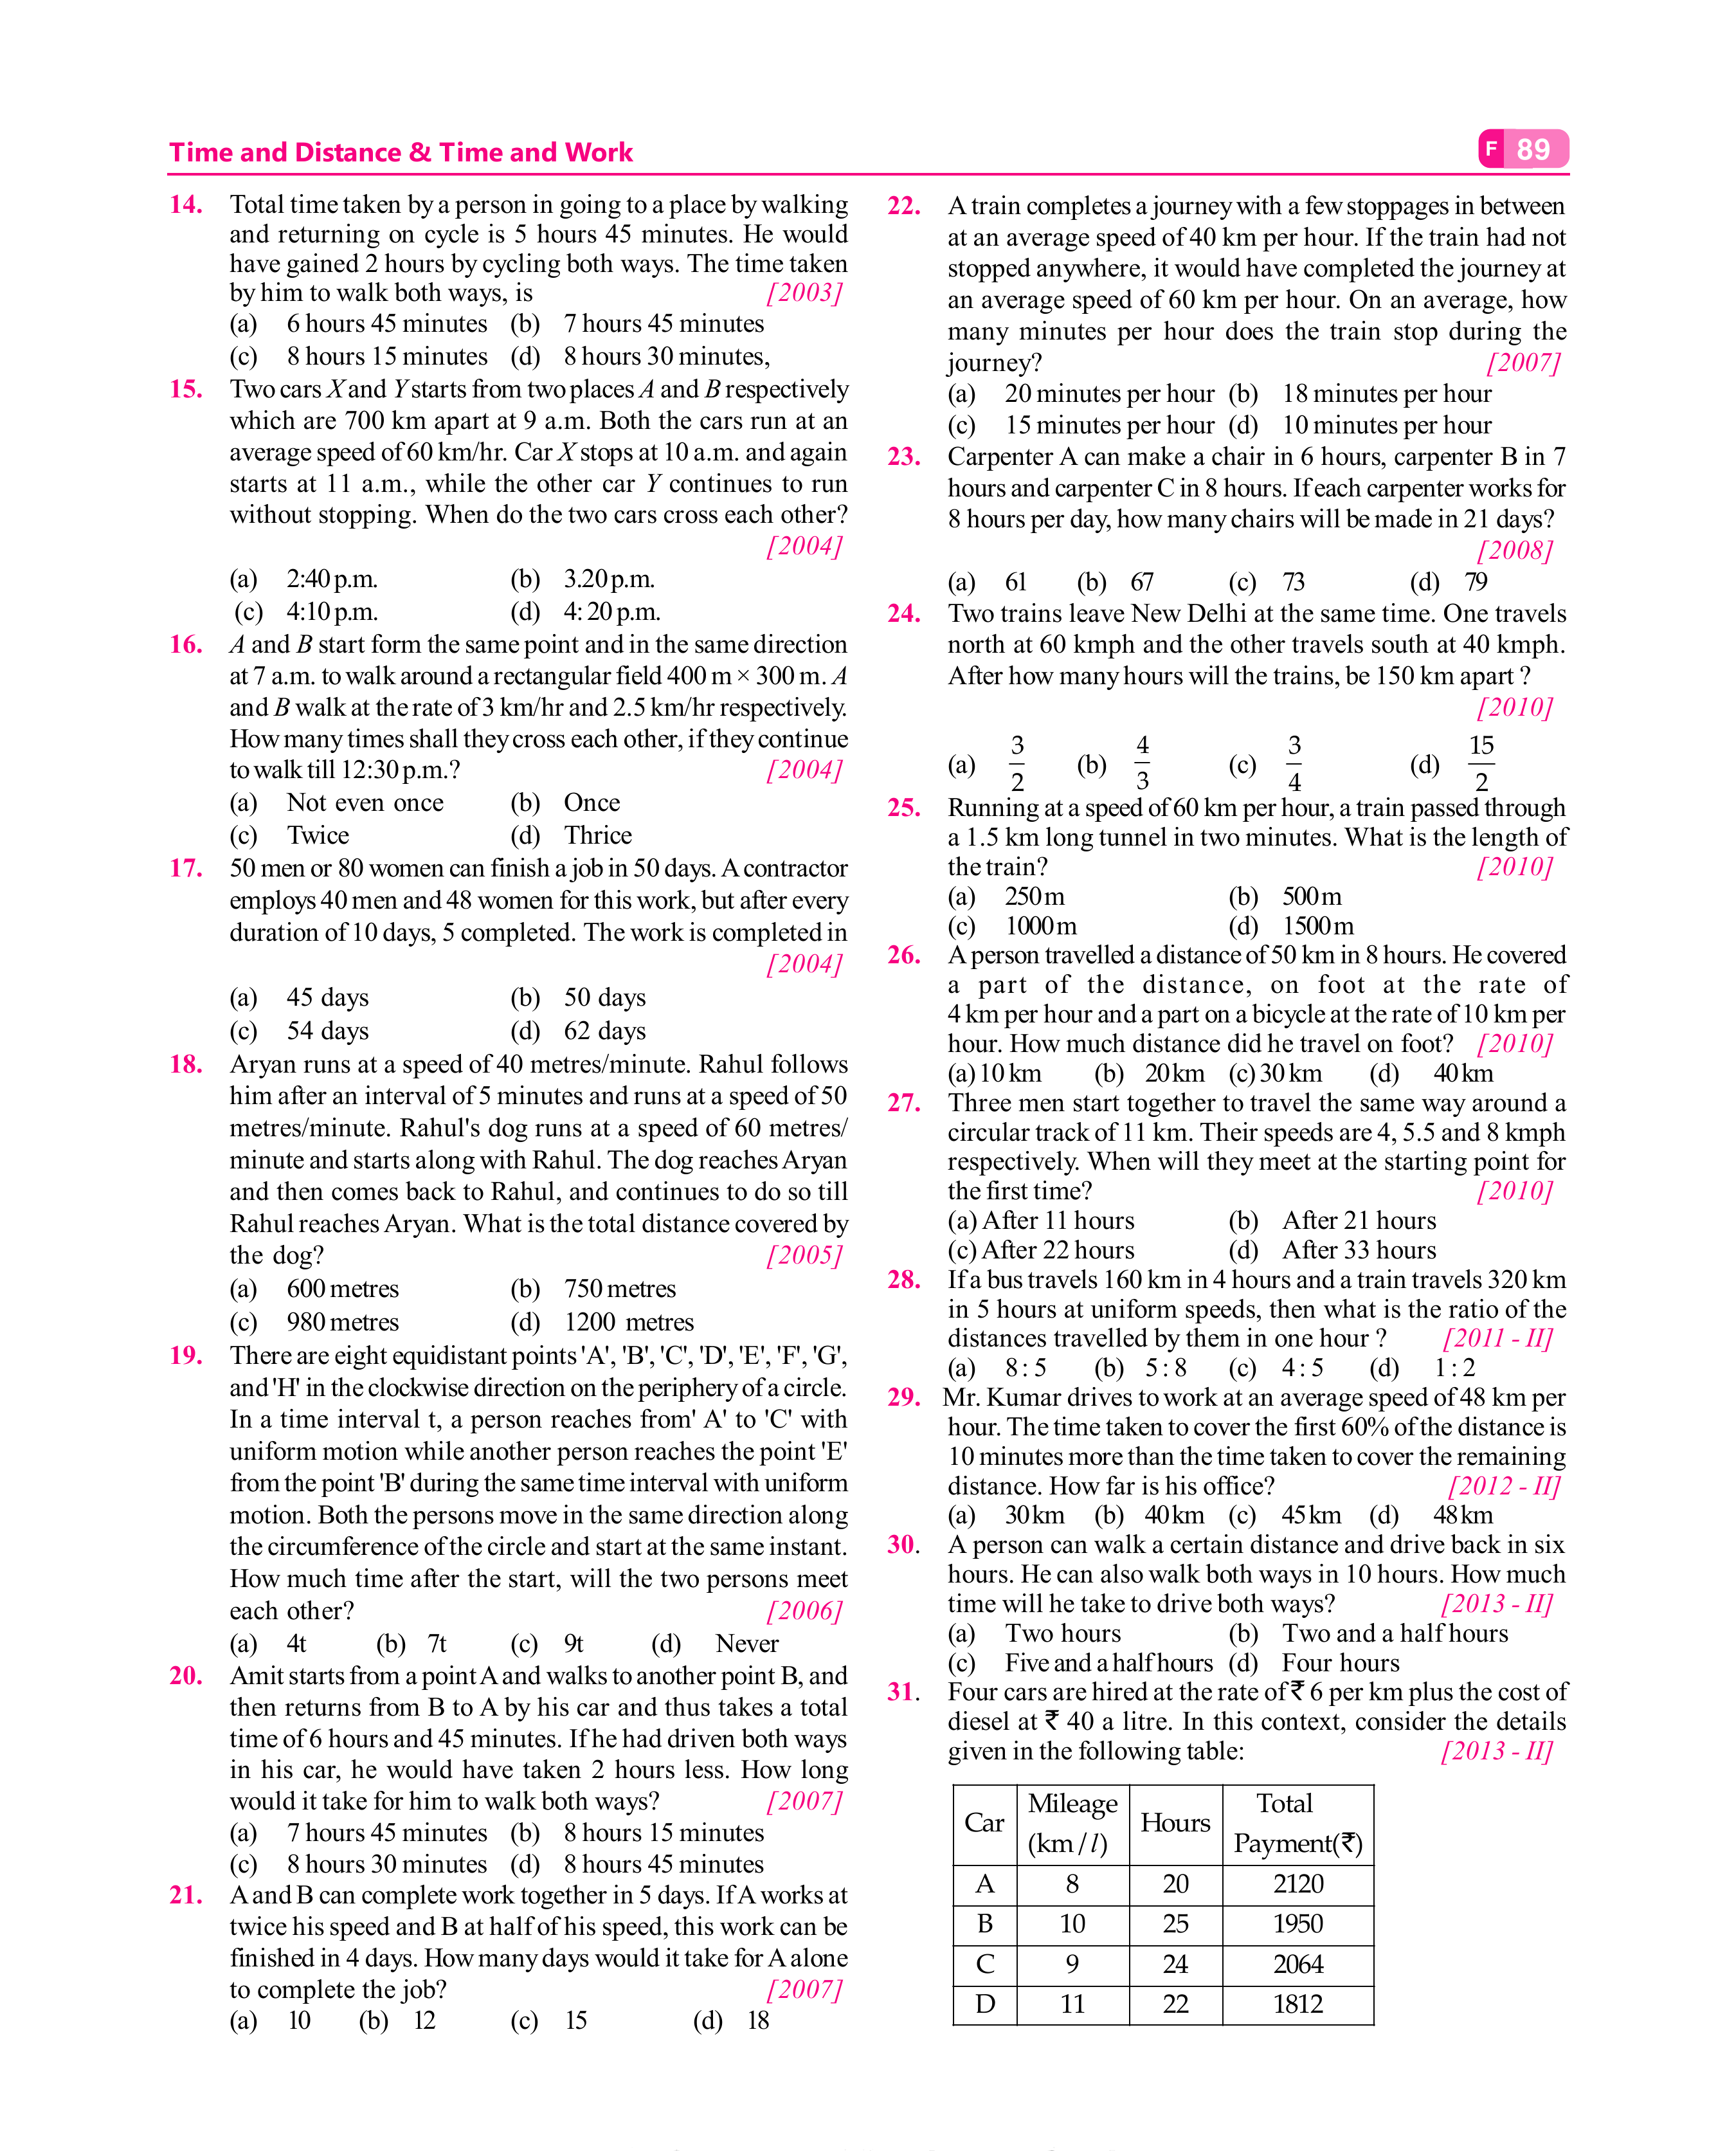 Time and Distance & Time and Work
F 89
14. Total time taken by a person in going to a place by walking
and returning on cycle is 5 hours 45 minutes. He would
have gained 2 hours by cycling both ways. The time taken
by him to walk both ways, is [2003]
(a) 6 hours 45 minutes (b) 7 hours 45 minutes
(c) 8 hours 15 minutes (d) 8 hours 30 minutes,
15. Two cars X and Y starts from two places A and B respectively
which are 700 km apart at 9 a.m. Both the cars run at an
average speed of 60 km/hr. Car X stops at 10 a.m. and again
starts at 11 a.m., while the other car Y continues to run
without stopping. When do the two cars cross each other?
[2004]
(a) 2:40 p.m. (b) 3.20 p.m.
(c) 4:10 p.m. (d) 4: 20 p.m.
16. A and B start form the same point and in the same direction
at 7 a.m. to walk around a rectangular field 400 m × 300 m. A
and B walk at the rate of 3 km/hr and 2.5 km/hr respectively.
How many times shall they cross each other, if they continue
to walk till 12:30 p.m.? [2004]
(a) Not even once (b) Once
(c) Twice (d) Thrice
17. 50 men or 80 women can finish a job in 50 days. A contractor
employs 40 men and 48 women for this work, but after every
duration of 10 days, 5 completed. The work is completed in
[2004]
(a) 45 days (b) 50 days
(c) 54 days (d) 62 days
18. Aryan runs at a speed of 40 metres/minute. Rahul follows
him after an interval of 5 minutes and runs at a speed of 50
metres/minute. Rahul's dog runs at a speed of 60 metres/
minute and starts along with Rahul. The dog reaches Aryan
and then comes back to Rahul, and continues to do so till
Rahul reaches Aryan. What is the total distance covered by
the dog? [2005]
(a) 600 metres (b) 750 metres
(c) 980 metres (d) 1200 metres
19. There are eight equidistant points 'A', 'B', 'C', 'D', 'E', 'F', 'G',
and 'H' in the clockwise direction on the periphery of a circle.
In a time interval t, a person reaches from' A' to 'C' with
uniform motion while another person reaches the point 'E'
from the point 'B' during the same time interval with uniform
motion. Both the persons move in the same direction along
the circumference of the circle and start at the same instant.
How much time after the start, will the two persons meet
each other? [2006]
(a) 4t (b) 7t (c) 9t (d) Never
20. Amit starts from a point A and walks to another point B, and
then returns from B to A by his car and thus takes a total
time of 6 hours and 45 minutes. If he had driven both ways
in his car, he would have taken 2 hours less. How long
would it take for him to walk both ways? [2007]
(a) 7 hours 45 minutes (b) 8 hours 15 minutes
(c) 8 hours 30 minutes (d) 8 hours 45 minutes
21. A and B can complete work together in 5 days. If A works at
twice his speed and B at half of his speed, this work can be
finished in 4 days. How many days would it take for A alone
to complete the job? [2007]
(a) 10 (b) 12 (c) 15 (d) 18
22. A train completes a journey with a few stoppages in between
at an average speed of 40 km per hour. If the train had not
stopped anywhere, it would have completed the journey at
an average speed of 60 km per hour. On an average, how
many minutes per hour does the train stop during the
journey? [2007]
(a) 20 minutes per hour (b) 18 minutes per hour
(c) 15 minutes per hour (d) 10 minutes per hour
23. Carpenter A can make a chair in 6 hours, carpenter B in 7
hours and carpenter C in 8 hours. If each carpenter works for
8 hours per day, how many chairs will be made in 21 days?
[2008]
(a) 61 (b) 67 (c) 73 (d) 79
24. Two trains leave New Delhi at the same time. One travels
north at 60 kmph and the other travels south at 40 kmph.
After how many hours will the trains, be 150 km apart ?
[2010]
(a) 3/2 (b) 4/3 (c) 3/4 (d) 15/2
25. Running at a speed of 60 km per hour, a train passed through
a 1.5 km long tunnel in two minutes. What is the length of
the train? [2010]
(a) 250 m (b) 500 m
(c) 1000 m (d) 1500 m
26. A person travelled a distance of 50 km in 8 hours. He covered
a part of the distance, on foot at the rate of
4 km per hour and a part on a bicycle at the rate of 10 km per
hour. How much distance did he travel on foot? [2010]
(a) 10 km (b) 20 km (c) 30 km (d) 40 km
27. Three men start together to travel the same way around a
circular track of 11 km. Their speeds are 4, 5.5 and 8 kmph
respectively. When will they meet at the starting point for
the first time? [2010]
(a) After 11 hours (b) After 21 hours
(c) After 22 hours (d) After 33 hours
28. If a bus travels 160 km in 4 hours and a train travels 320 km
in 5 hours at uniform speeds, then what is the ratio of the
distances travelled by them in one hour ? [2011 - II]
(a) 8 : 5 (b) 5 : 8 (c) 4 : 5 (d) 1 : 2
29. Mr. Kumar drives to work at an average speed of 48 km per
hour. The time taken to cover the first 60% of the distance is
10 minutes more than the time taken to cover the remaining
distance. How far is his office? [2012 - II]
(a) 30 km (b) 40 km (c) 45 km (d) 48 km
30. A person can walk a certain distance and drive back in six
hours. He can also walk both ways in 10 hours. How much
time will he take to drive both ways? [2013 - II]
(a) Two hours (b) Two and a half hours
(c) Five and a half hours (d) Four hours
31. Four cars are hired at the rate of ₹ 6 per km plus the cost of
diesel at ₹ 40 a litre. In this context, consider the details
given in the following table: [2013 - II]
Car Mileage (km/l) Hours Total Payment(₹)
A 8 20 2120
B 10 25 1950
C 9 24 2064
D 11 22 1812